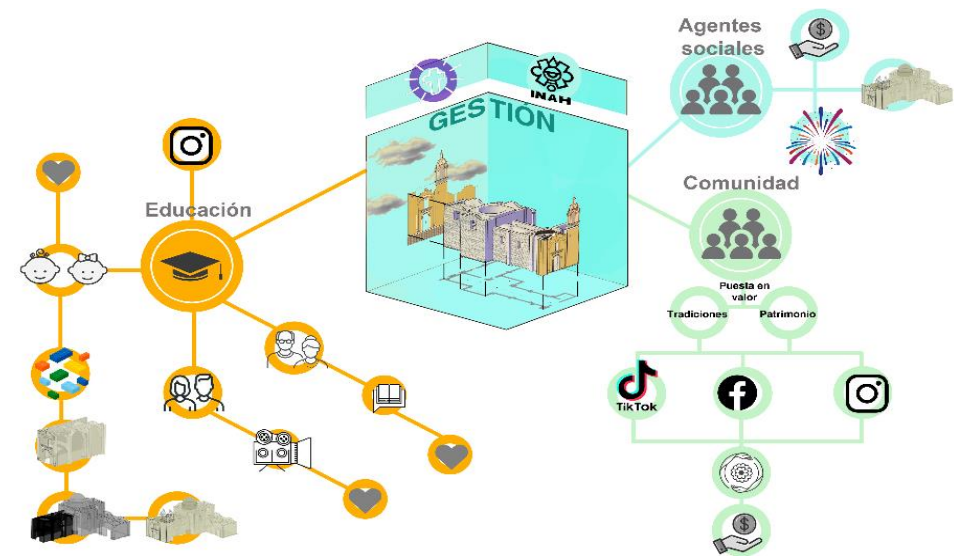 Agentes
sociales
INAH
GESTIÓN
Educación
Comunidad
Puesta en
valor
Tradiciones
Patrimonio
TikTok